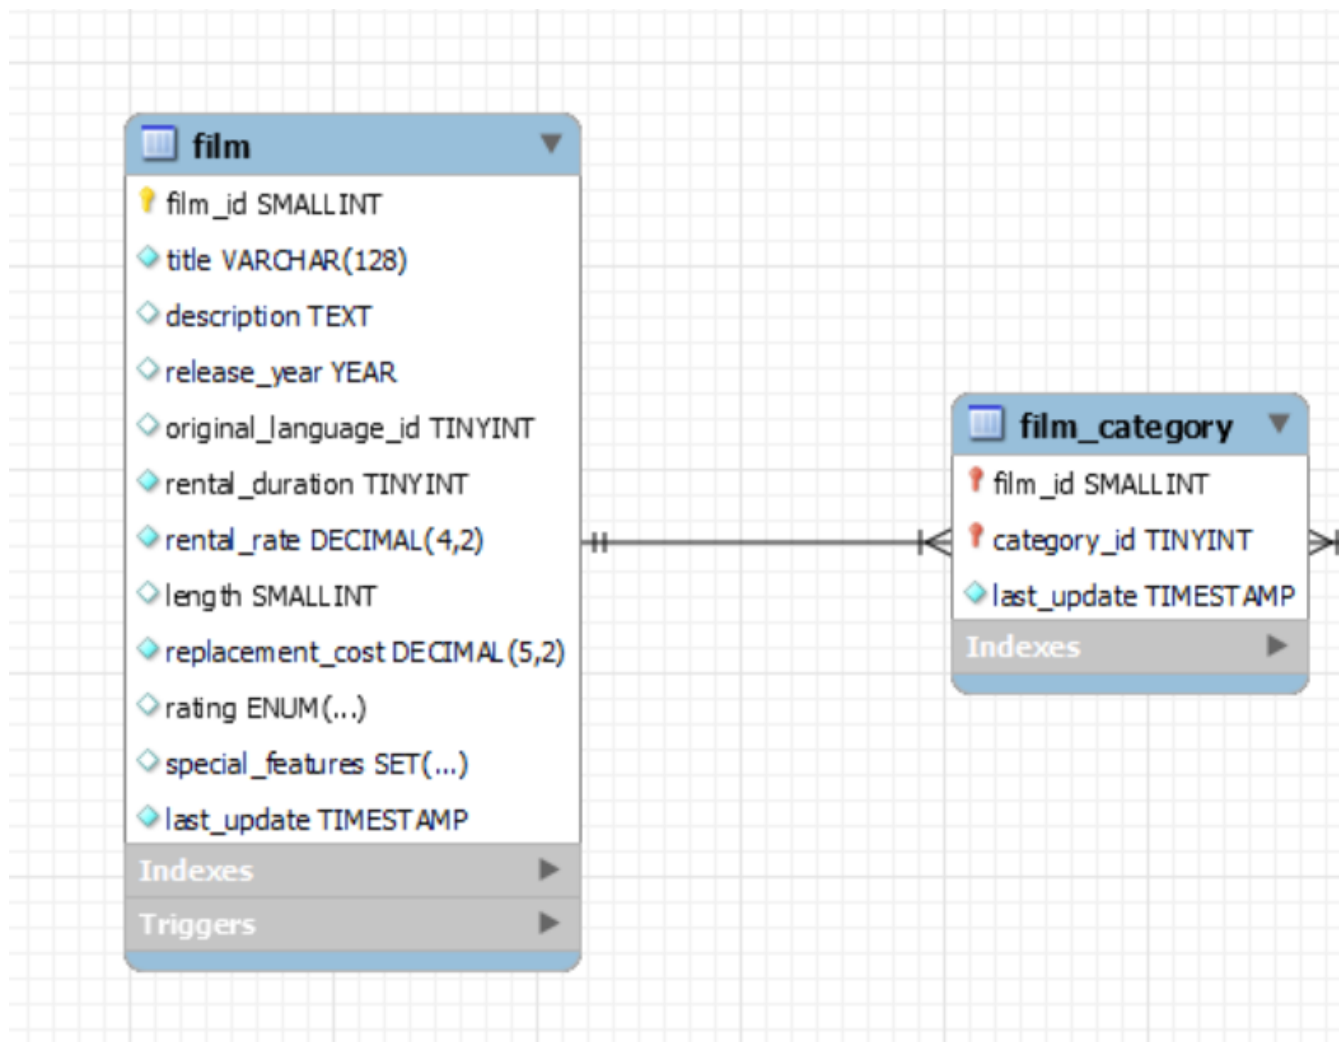 film
film_id SMALLINT
title VARCHAR(128)
description TEXT
release_year YEAR
original_language_id TINYINT
rental_duration TINYINT
rental_rate DECIMAL(4,2)
length SMALLINT
replacement_cost DECIMAL(5,2)
rating ENUM(...)
special_features SET(...)
last_update TIMESTAMP
Indexes
Triggers
film_category
film_id SMALLINT
category_id TINYINT
last_update TIMESTAMP
Indexes